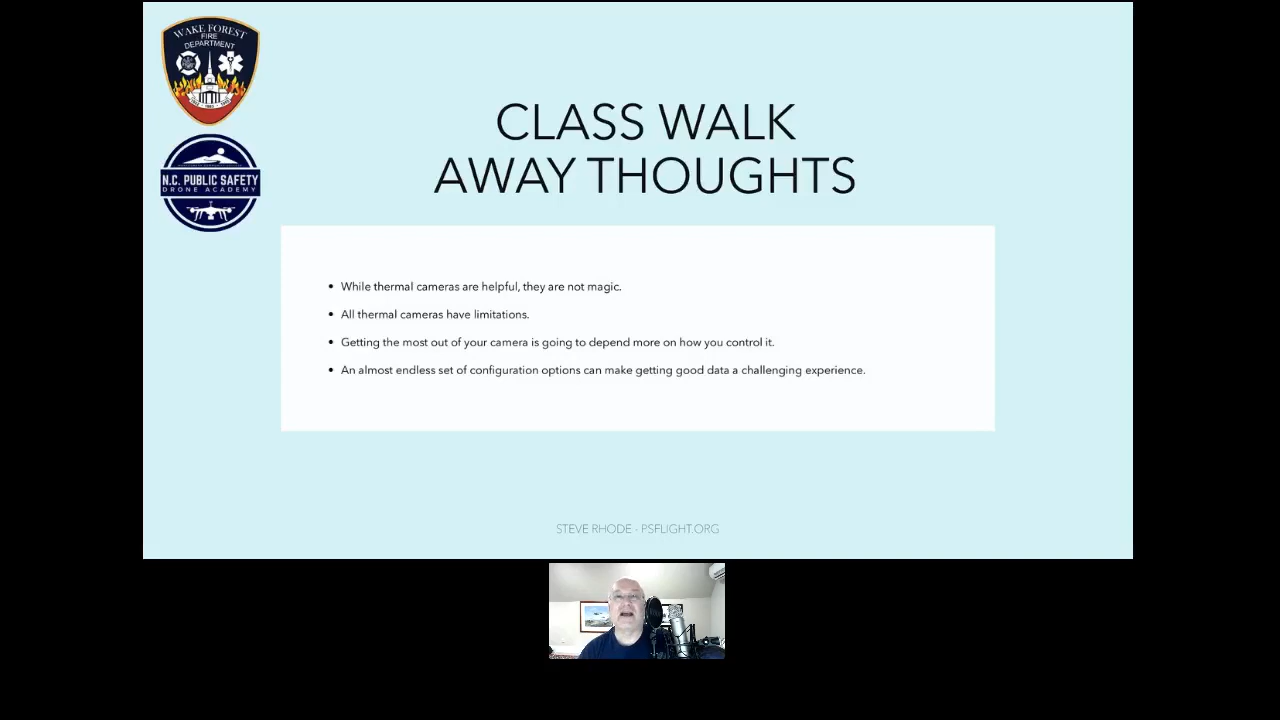 WAKE FOREST
FIRE
DEPARTMENT
N.C. PUBLIC SAFETY
DRONE ACADEMY
CLASS WALK
AWAY THOUGHTS
• While thermal cameras are helpful, they are not magic.
• All thermal cameras have limitations.
• Getting the most out of your camera is going to depend more on how you control it.
• An almost endless set of configuration options can make getting good data a challenging experience.
STEVE RHODE - PSFLIGHT.ORG